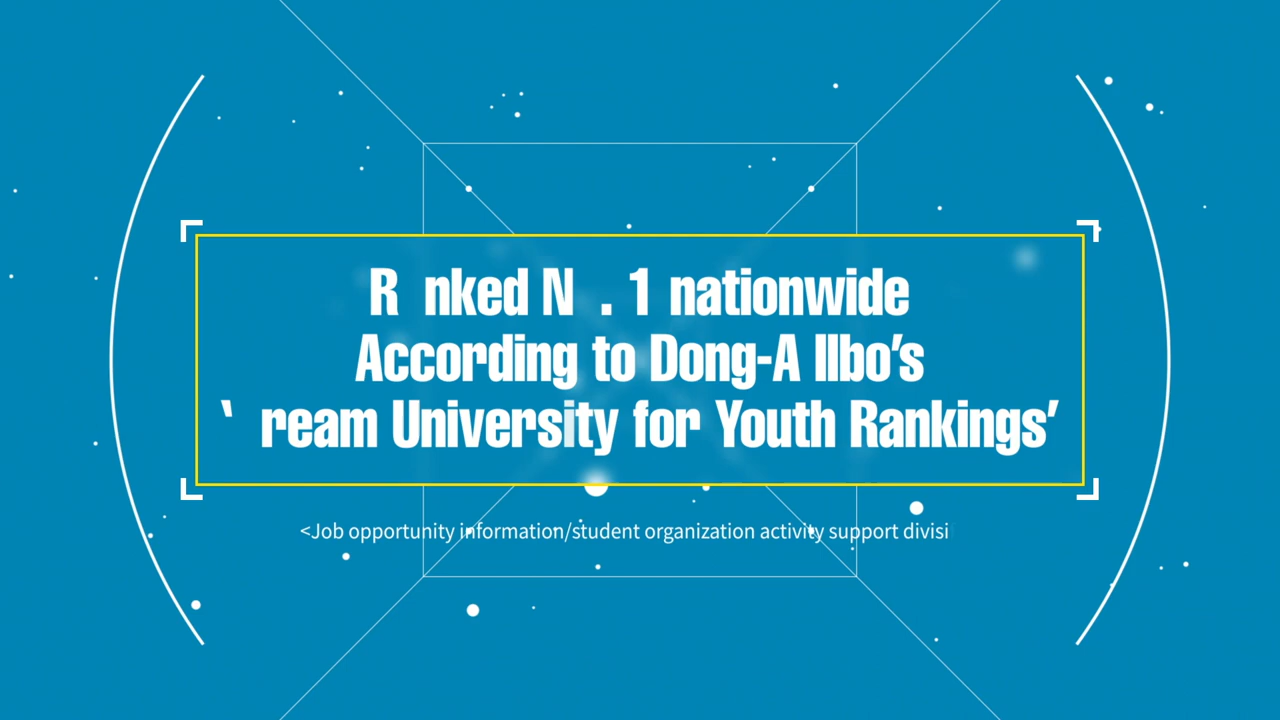 R nked N . 1 nationwide
According to Dong-A Ilbo's
‘ ream University for Youth Rankings’
<Job opportunity information/student organization activity support divisi